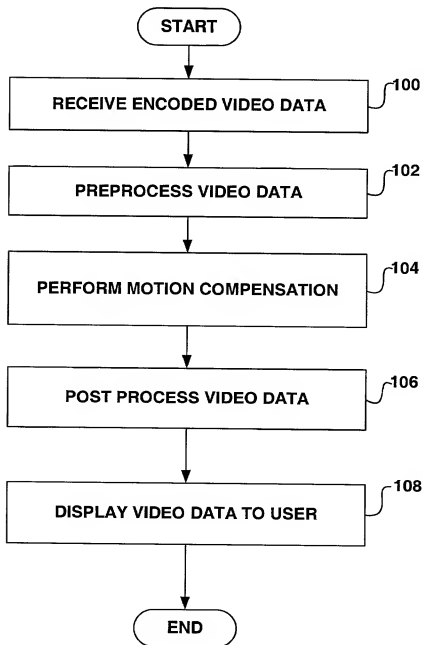 START
RECEIVE ENCODED VIDEO DATA
100
PREPROCESS VIDEO DATA
102
PERFORM MOTION COMPENSATION
104
POST PROCESS VIDEO DATA
106
DISPLAY VIDEO DATA TO USER
108
END